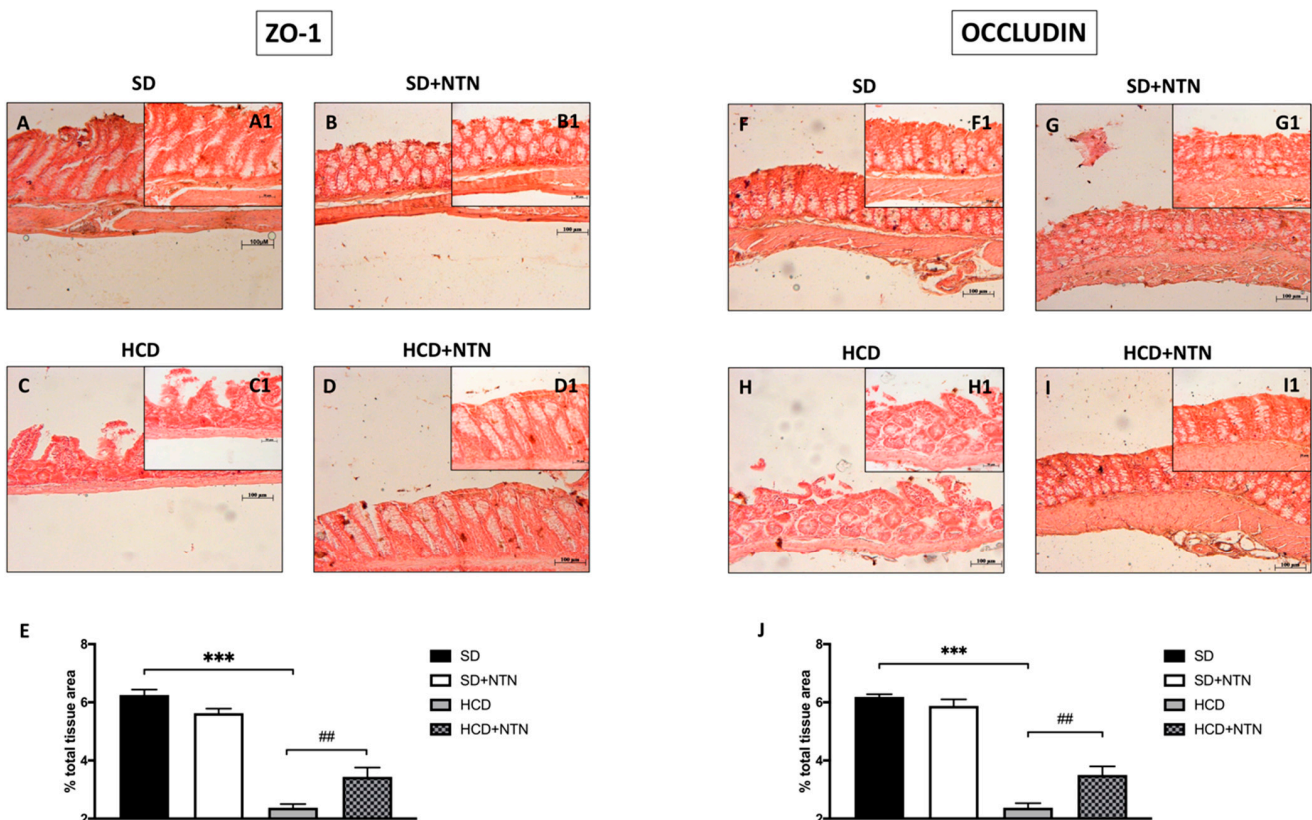 ZO-1
OCCLUDIN
SD
SD+NTN
SD
SD+NTN
A
A1
B
B1
F
F1
G
G1
100µM
100 µm
100 µm
100 µm
HCD
HCD+NTN
HCD
HCD+NTN
C
C1
D
D1
H
H1
I
I1
100 µm
100 µm
100 µm
100 µm
E
8
6
4
2
% total tissue area
***
##
SD
SD+NTN
HCD
HCD+NTN
J
8
6
4
2
% total tissue area
***
##
SD
SD+NTN
HCD
HCD+NTN